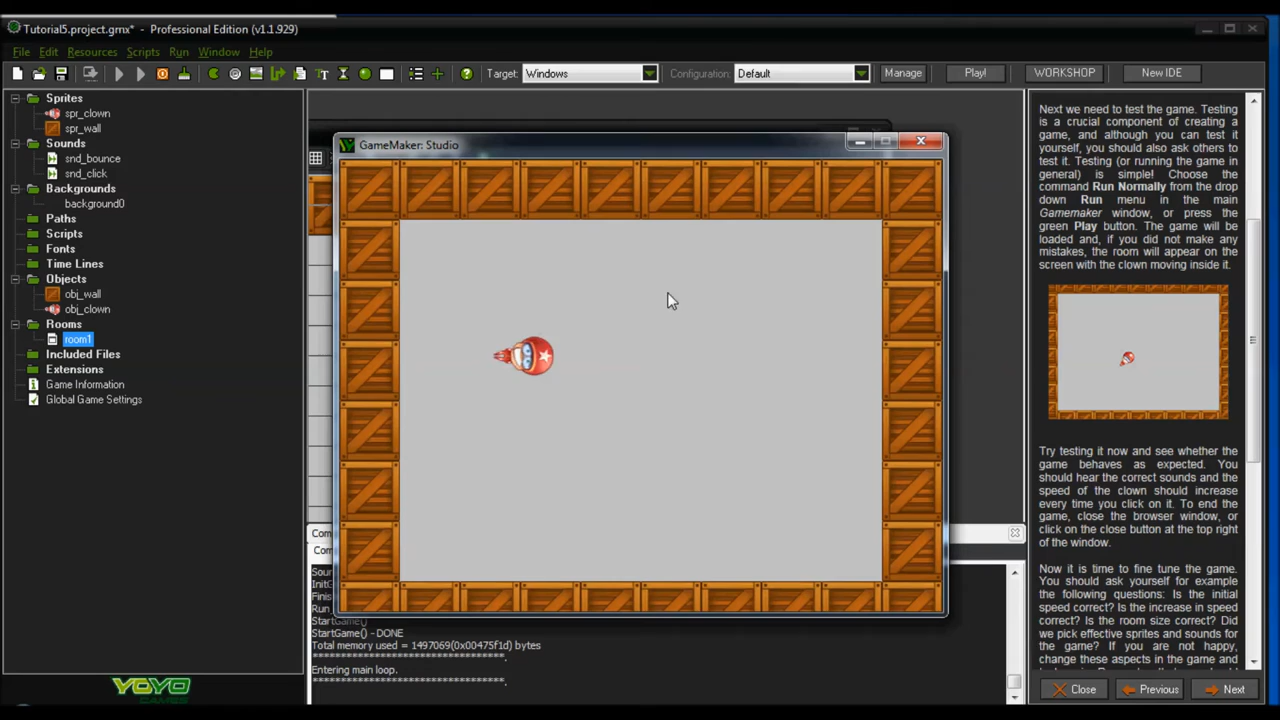 Tutorial5.project.gmx* - Professional Edition (v1.1.929)
File Edit Resources Scripts Run Window Help
Target: Windows Configuration: Default Manage Play! WORKSHOP New IDE
Sprites
spr_clown
spr_wall
Sounds
snd_bounce
snd_click
Backgrounds
background0
Paths
Scripts
Fonts
Time Lines
Objects
obj_wall
obj_clown
Rooms
room1
Included Files
Extensions
Game Information
Global Game Settings
YOYO
GAMES
GameMaker: Studio
Com
Com
Sour
InitG
Finis
Run_
StartGame()
StartGame() - DONE
Total memory used = 1497069(0x00475f1d) bytes
**********************************.
Entering main loop.
**********************************.
Next we need to test the game. Testing
is a crucial component of creating a
game, and although you can test it
yourself, you should also ask others to
test it. Testing (or running the game in
general) is simple! Choose the
command Run Normally from the drop
down Run menu in the main
Gamemaker window, or press the
green Play button. The game will be
loaded and, if you did not make any
mistakes, the room will appear on the
screen with the clown moving inside it.
Try testing it now and see whether the
game behaves as expected. You
should hear the correct sounds and the
speed of the clown should increase
every time you click on it. To end the
game, close the browser window, or
click on the close button at the top right
of the window.
Now it is time to fine tune the game.
You should ask yourself for example
the following questions: Is the initial
speed correct? Is the increase in speed
correct? Is the room size correct? Did
we pick effective sprites and sounds for
the game? If you are not happy,
change these aspects in the game and
Close Previous Next